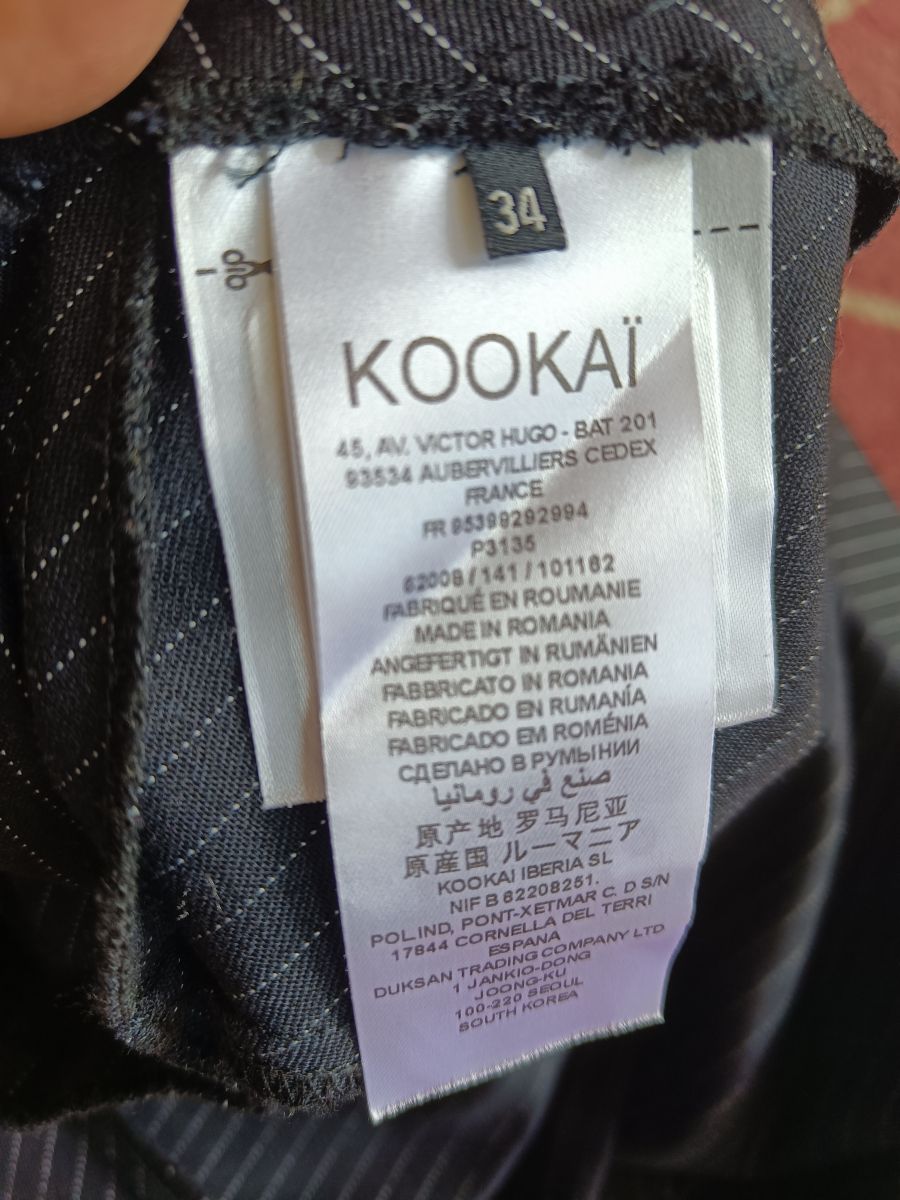 34
KOOKAÏ
45, AV. VICTOR HUGO - BAT 201
93534 AUBERVILLIERS CEDEX
FRANCE
FR 95399292994
P3135
62008 / 141 / 101162
FABRIQUÉ EN ROUMANIE
MADE IN ROMANIA
ANGEFERTIGT IN RUMÄNIEN
FABBRICATO IN ROMANIA
FABRICADO EN RUMANÍA
FABRICADO EM ROMÉNIA
СДЕЛАНО В РУМЫНИИ
صنع في رومانيا
原产地 罗马尼亚
原産国 ルーマニア
KOOKAI IBERIA SL
NIF B 62208251.
POL.IND, PONT-XETMAR C. D S/N
17844 CORNELLA DEL TERRI
ESPANA
DUKSAN TRADING COMPANY LTD
1 JANKIO-DONG
JOONG-KU
100-220 SEOUL
SOUTH KOREA